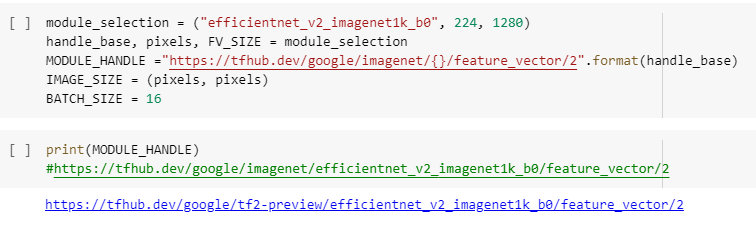 [ ] module_selection = ("efficientnet_v2_imagenet1k_b0", 224, 1280)
handle_base, pixels, FV_SIZE = module_selection
MODULE_HANDLE ="https://tfhub.dev/google/imagenet/{}/feature_vector/2".format(handle_base)
IMAGE_SIZE = (pixels, pixels)
BATCH_SIZE = 16
[ ] print(MODULE_HANDLE)
#https://tfhub.dev/google/imagenet/efficientnet_v2_imagenet1k_b0/feature_vector/2
https://tfhub.dev/google/tf2-preview/efficientnet_v2_imagenet1k_b0/feature_vector/2